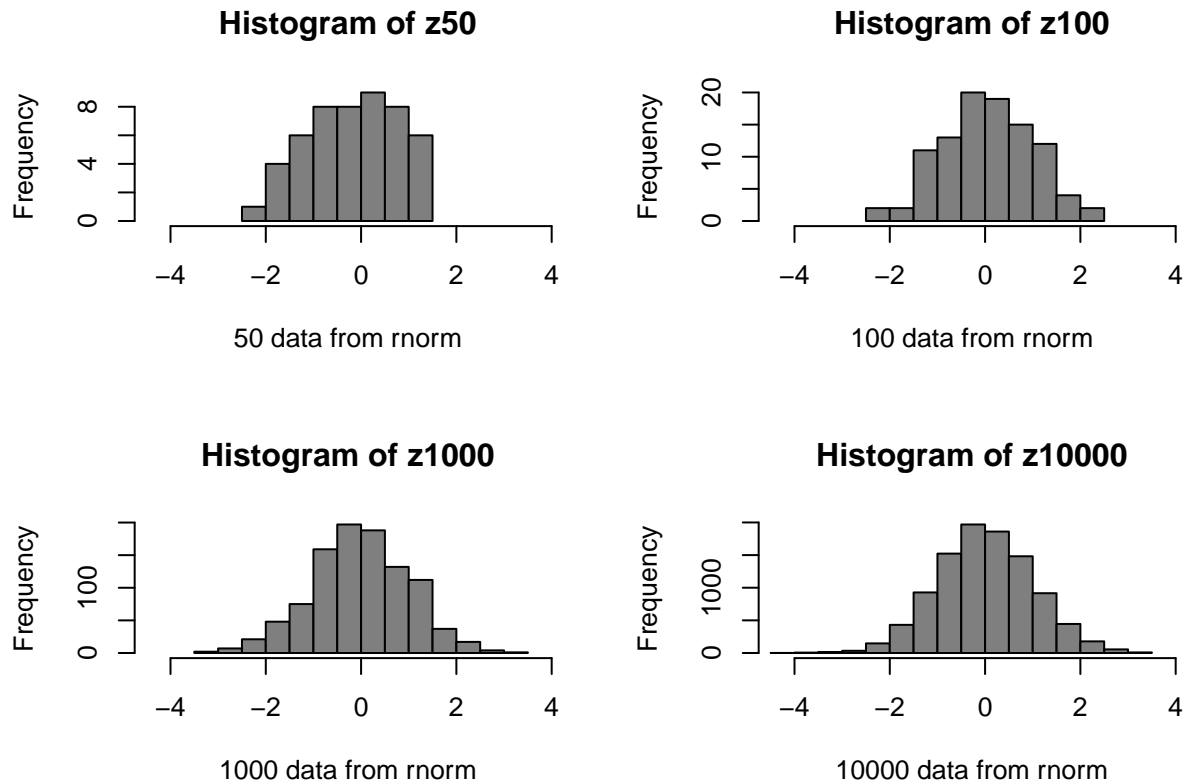 Histogram of z50
Frequency
0 4 8
−4 −2 0 2 4
50 data from rnorm
Histogram of z100
Frequency
0 10 20
−4 −2 0 2 4
100 data from rnorm
Histogram of z1000
Frequency
0 100
−4 −2 0 2 4
1000 data from rnorm
Histogram of z10000
Frequency
0 1000
−4 −2 0 2 4
10000 data from rnorm